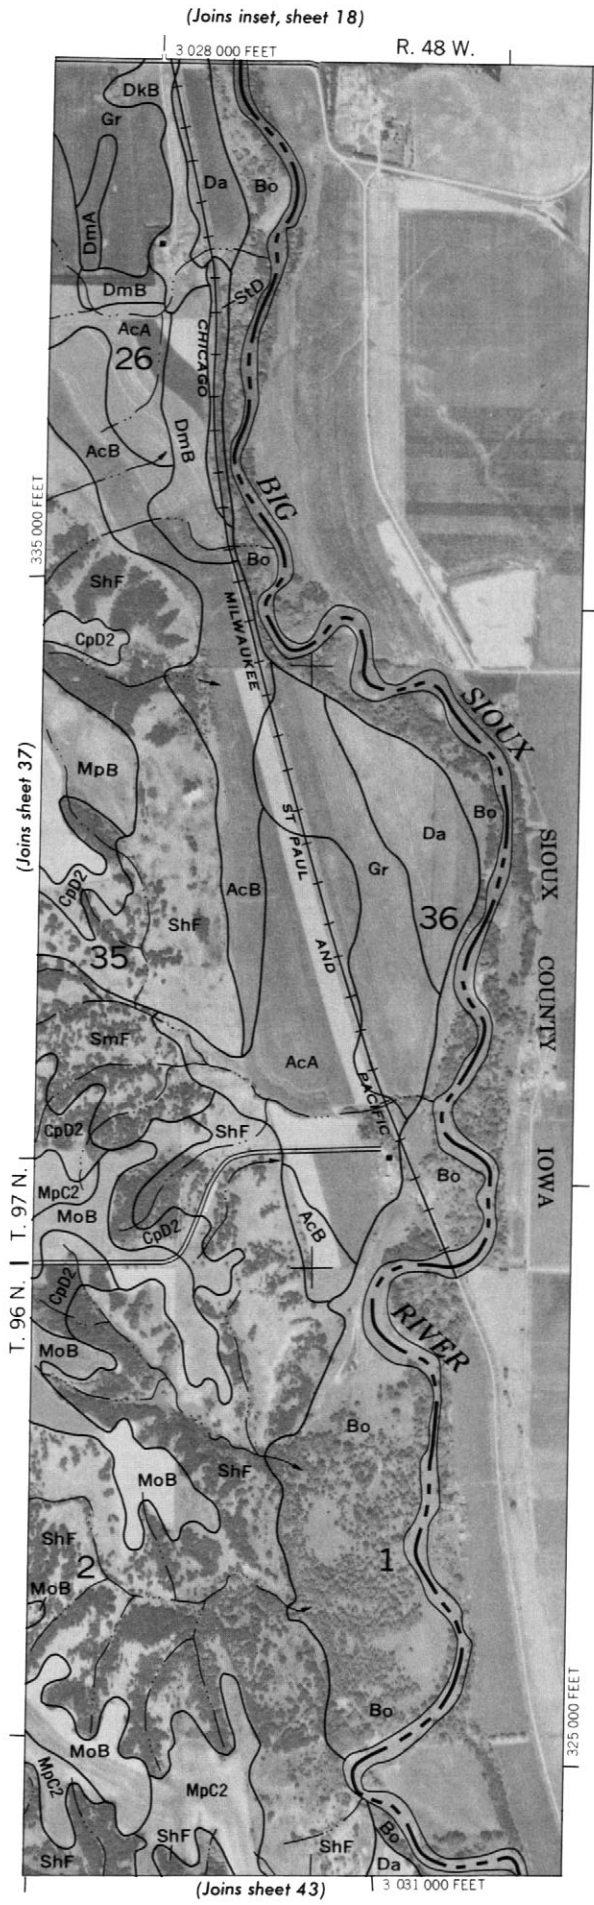 (Joins inset, sheet 18)
3 028 000 FEET
R. 48 W.
DkB
Gr
Da
Bo
DmA
DmB
StD
AcA
26
CHICAGO
AcB
DmB
BIG
335 000 FEET
Bo
ShF
MILWAUKEE
CpD2
SIOUX
(Joins sheet 37)
MpB
ST PAUL
Bo
Da
SIOUX
Gr
CpD2
AcB
ShF
36
35
AND
COUNTY
SmF
AcA
PACIFIC
CpD2
ShF
T. 97 N.
MpC2
MoB
Bo
IOWA
CpD2
AcB
T. 96 N.
CpD2
RIVER
MoB
Bo
ShF
MoB
ShF
2
1
MoB
325 000 FEET
Bo
MoB
MpC2
MpC2
ShF
ShF
ShF
Bo
Da
(Joins sheet 43)
3 031 000 FEET